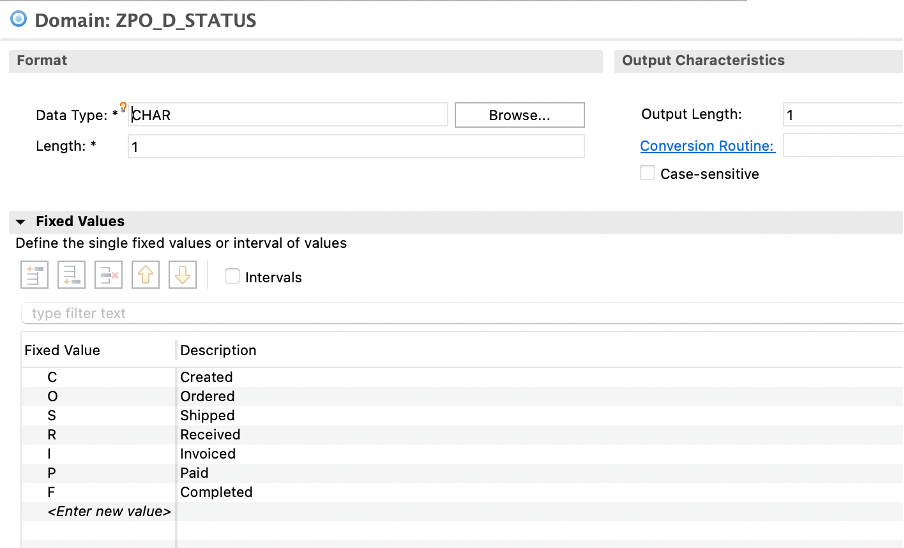 Domain: ZPO_D_STATUS
Format
Output Characteristics
Data Type: * CHAR Browse...
Output Length: 1
Length: * 1
Conversion Routine:
Case-sensitive
Fixed Values
Define the single fixed values or interval of values
Intervals
type filter text
Fixed Value Description
C Created
O Ordered
S Shipped
R Received
I Invoiced
P Paid
F Completed
<Enter new value>